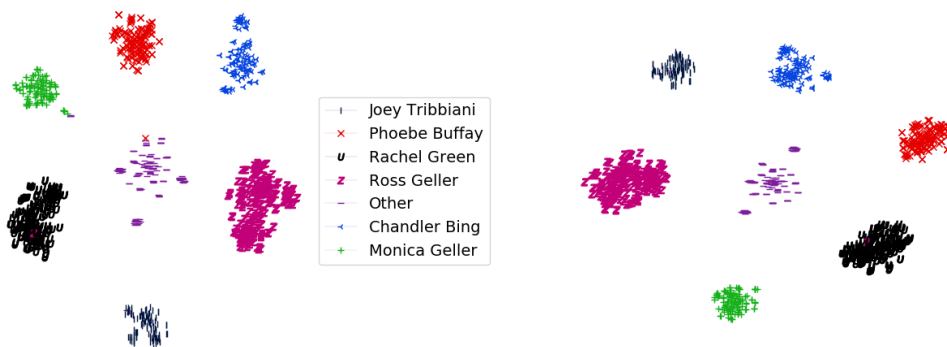 Joey Tribbiani
Phoebe Buffay
Rachel Green
Ross Geller
Other
Chandler Bing
Monica Geller